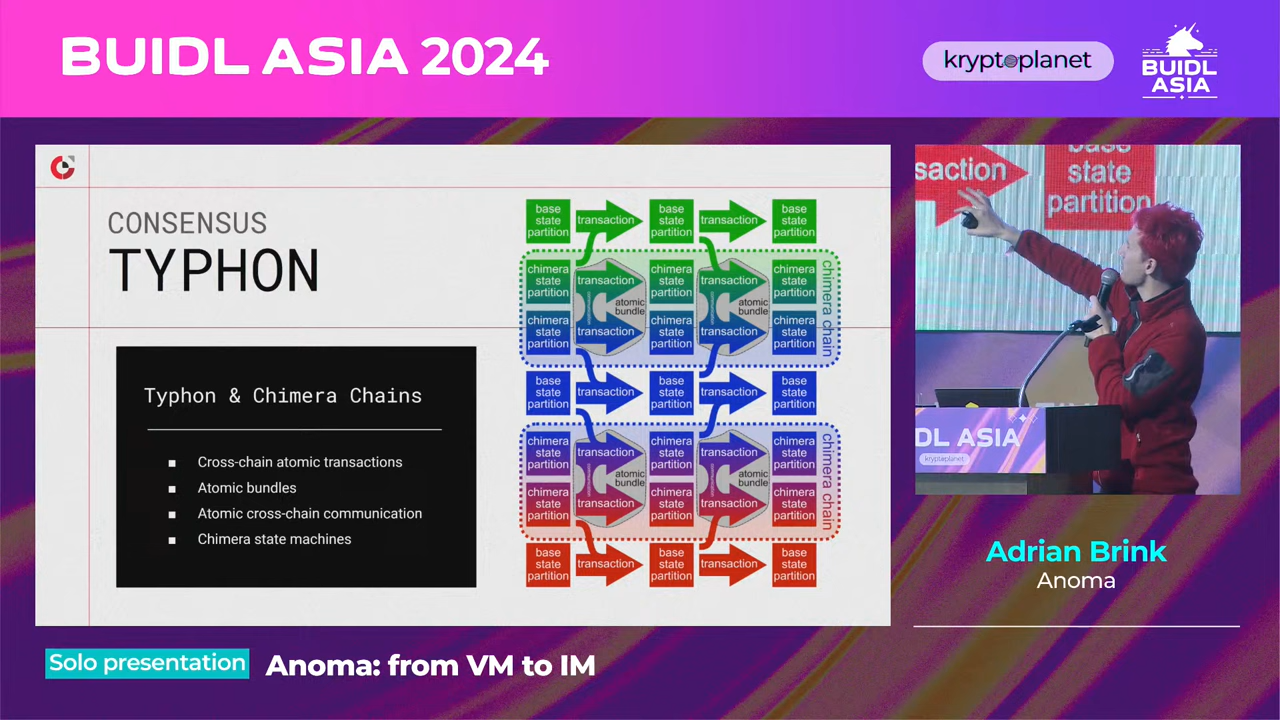 BUIDL ASIA 2024
kryptoplanet
BUIDL
ASIA
CONSENSUS
TYPHON
Typhon & Chimera Chains
Cross-chain atomic transactions
Atomic bundles
Atomic cross-chain communication
Chimera state machines
base state partition
transaction
base state partition
transaction
base state partition
chimera state partition
transaction
chimera state partition
transaction
chimera state partition
atomic bundle
atomic bundle
chimera chain
chimera state partition
transaction
chimera state partition
transaction
chimera state partition
base state partition
transaction
base state partition
transaction
base state partition
chimera state partition
transaction
chimera state partition
transaction
chimera state partition
atomic bundle
atomic bundle
chimera chain
chimera state partition
transaction
chimera state partition
transaction
chimera state partition
base state partition
transaction
base state partition
transaction
base state partition
saction
base
state
partition
DL ASIA
kryptoplanet
Adrian Brink
Anoma
Solo presentation
Anoma: from VM to IM